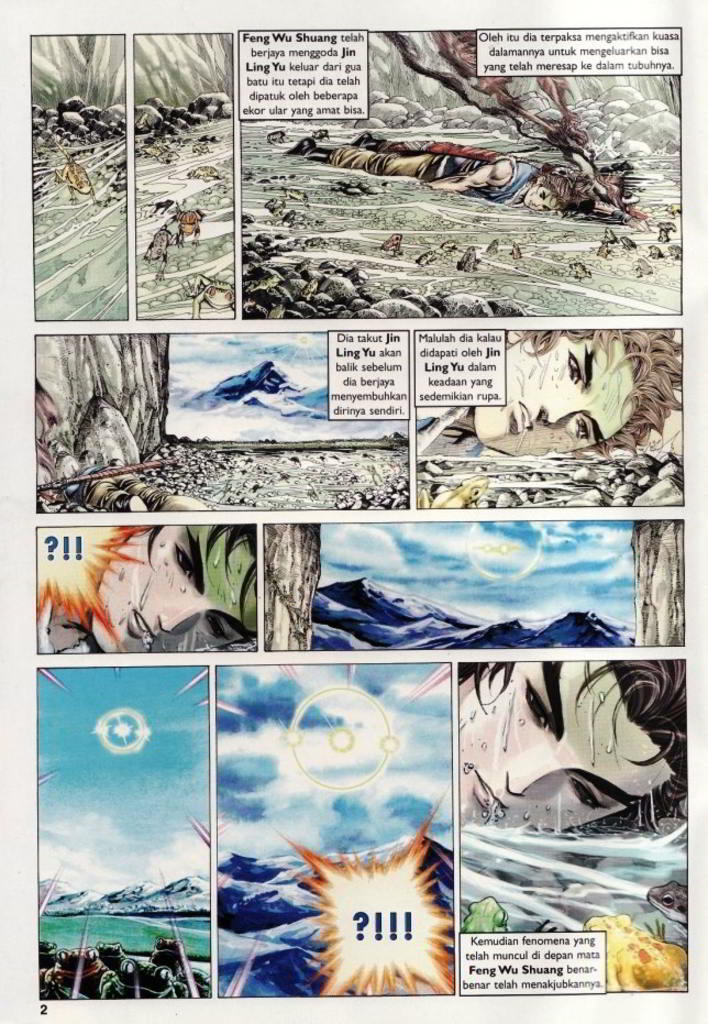 Feng Wu Shuang telah
berjaya menggoda Jin
Ling Yu keluar dari gua
batu itu tetapi dia telah
dipatuk oleh beberapa
ekor ular yang amat bisa.
Oleh itu dia terpaksa mengaktifkan kuasa
dalamannya untuk mengeluarkan bisa
yang telah meresap ke dalam tubuhnya.
Dia takut Jin
Ling Yu akan
balik sebelum
dia berjaya
menyembuhkan
dirinya sendiri.
Malulah dia kalau
didapati oleh Jin
Ling Yu dalam
keadaan yang
sedemikian rupa.
?!!
?!!!
Kemudian fenomena yang
telah muncul di depan mata
Feng Wu Shuang benar-
benar telah menakjubkannya.
2